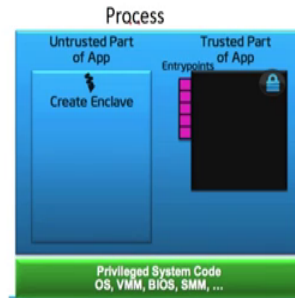 Process
Untrusted Part
of App
Trusted Part
of App
Entrypoints
Create Enclave
Privileged System Code
OS, VMM, BIOS, SMM, ...